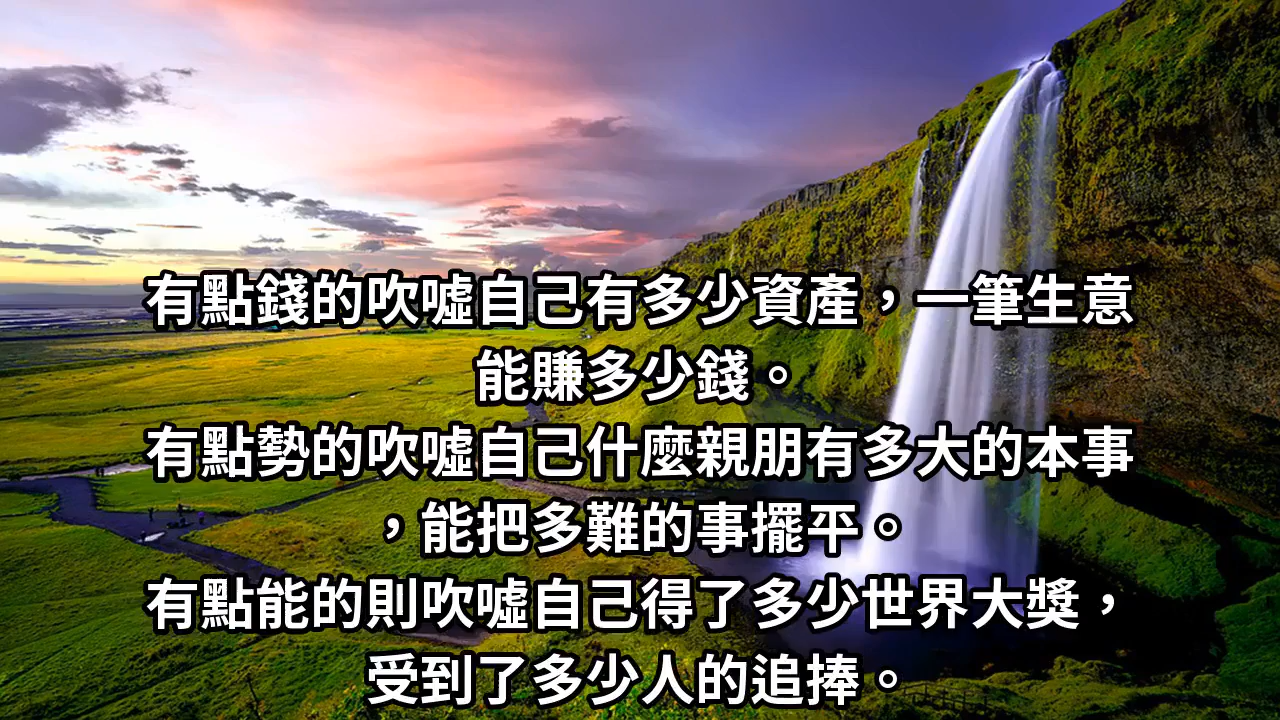 有點錢的吹噓自己有多少資產，一筆生意
能賺多少錢。
有點勢的吹噓自己什麼親朋有多大的本事
，能把多難的事擺平。
有點能的則吹噓自己得了多少世界大獎，
受到了多少人的追捧。